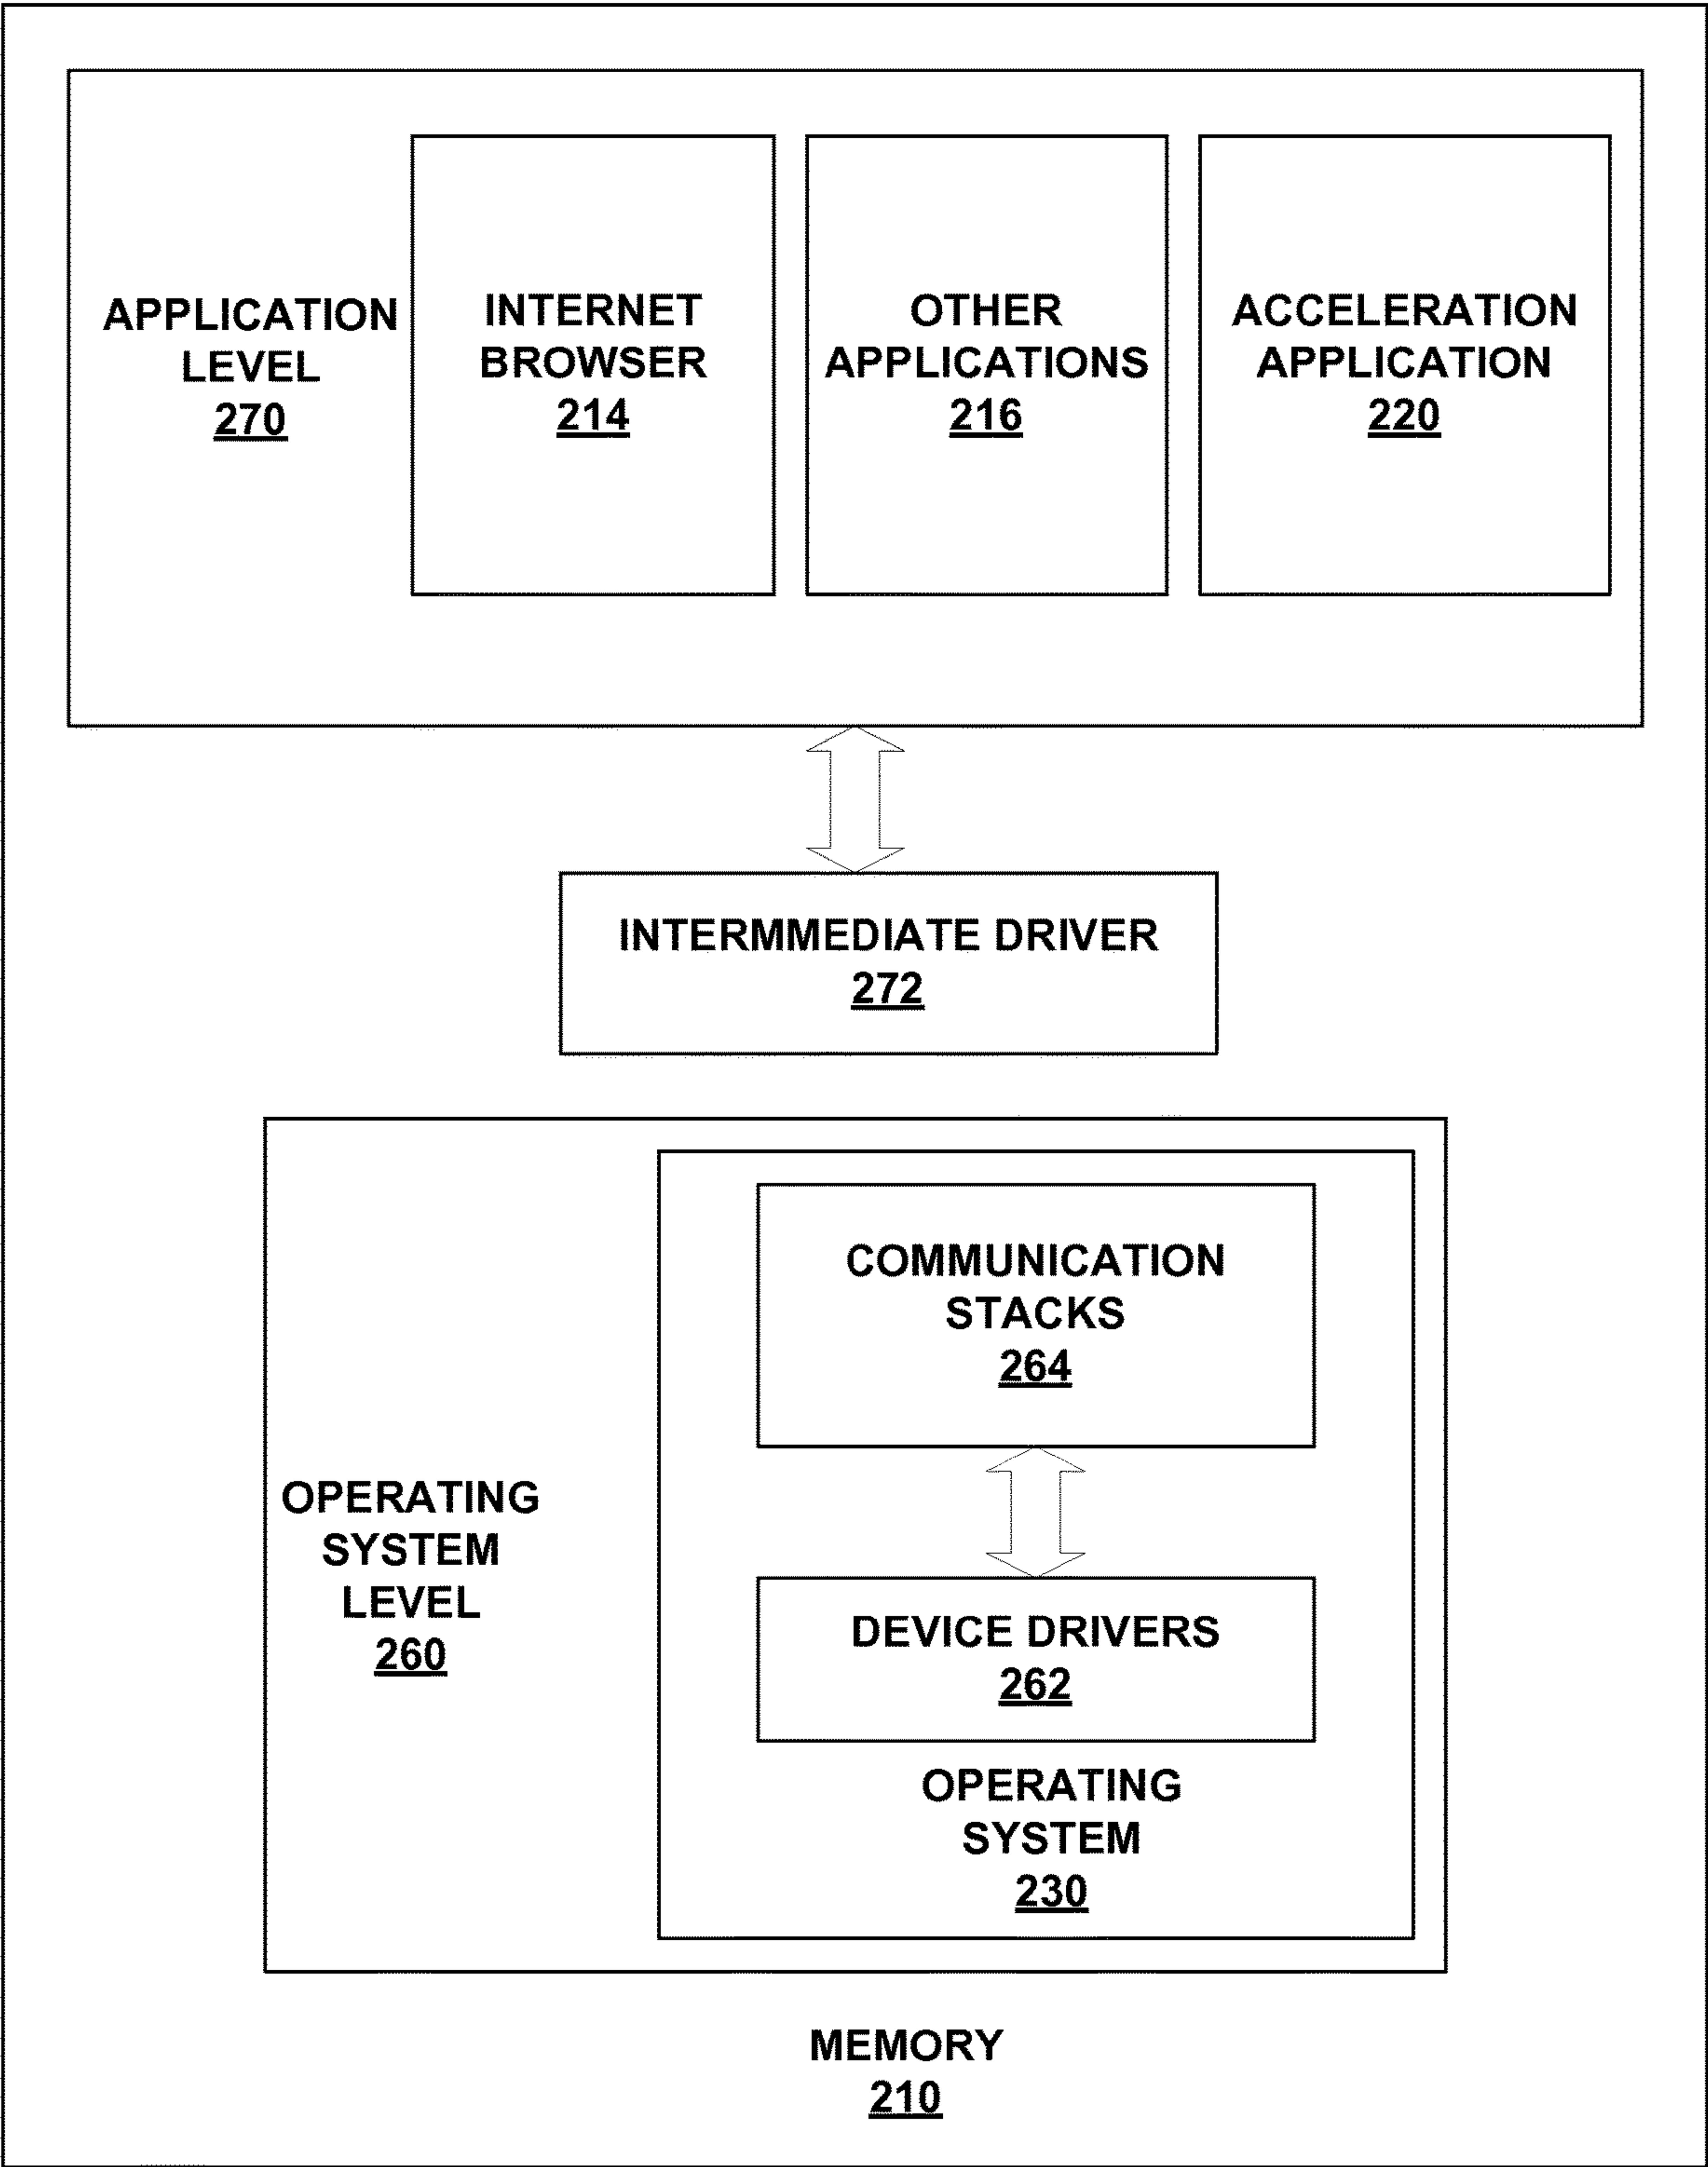 APPLICATION
LEVEL
270
INTERNET
BROWSER
214
OTHER
APPLICATIONS
216
ACCELERATION
APPLICATION
220
INTERMMEDIATE DRIVER
272
COMMUNICATION
STACKS
264
OPERATING
SYSTEM
LEVEL
260
DEVICE DRIVERS
262
OPERATING
SYSTEM
230
MEMORY
210